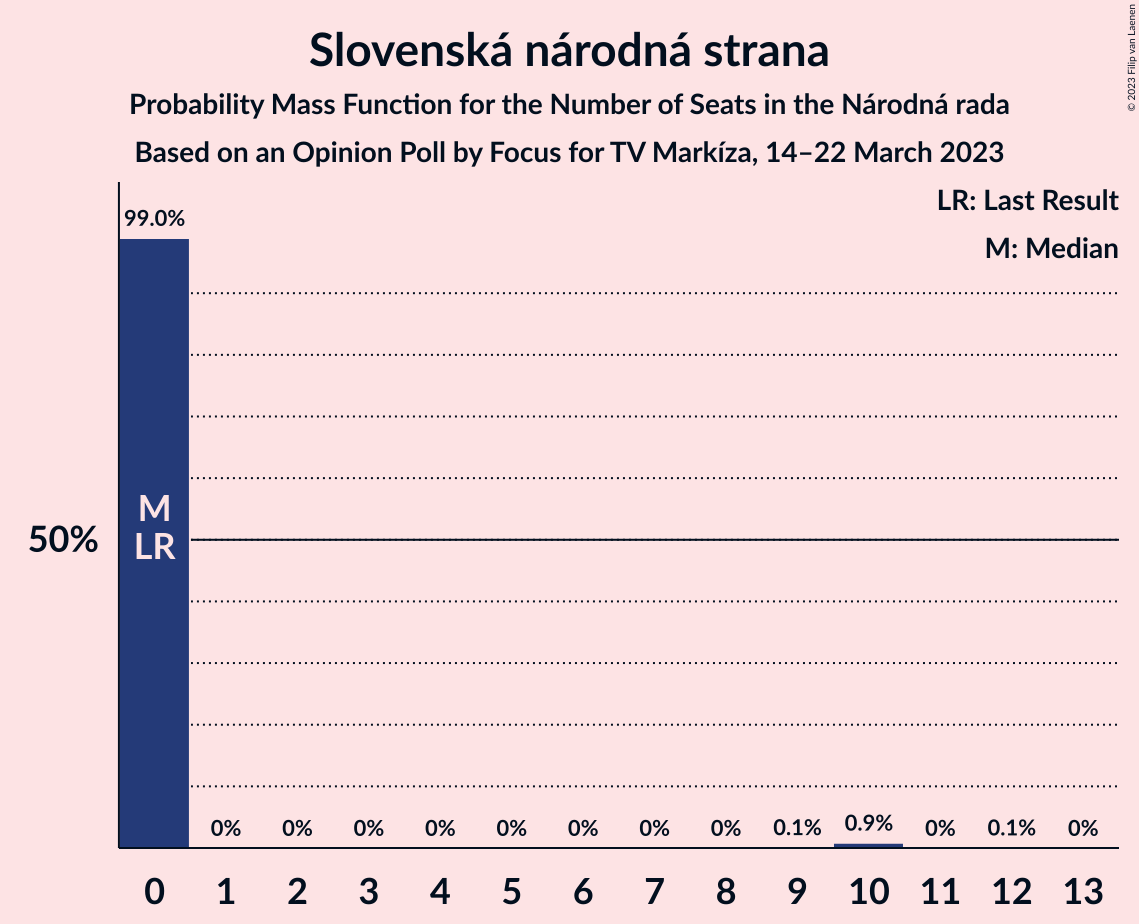 Slovenská národná strana
Probability Mass Function for the Number of Seats in the Národná rada
Based on an Opinion Poll by Focus for TV Markíza, 14–22 March 2023
© 2023 Filip van Laenen
LR: Last Result
M: Median
99.0%
M
LR
50%
0% 0% 0% 0% 0% 0% 0% 0% 0.1% 0.9% 0% 0.1% 0%
0 1 2 3 4 5 6 7 8 9 10 11 12 13